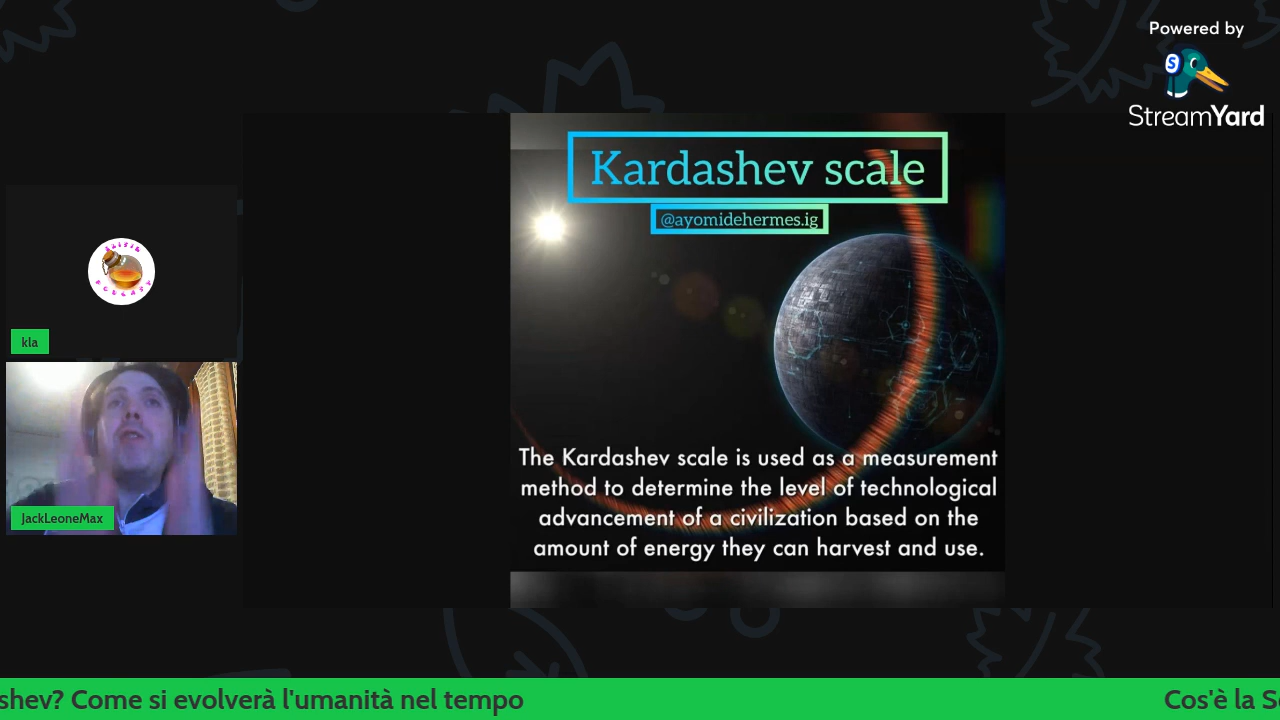 Powered by
StreamYard
Kardashev scale
@ayomidehermes.ig
ELISIR
kla
JackLeoneMax
The Kardashev scale is used as a measurement
method to determine the level of technological
advancement of a civilization based on the
amount of energy they can harvest and use.
shev? Come si evolverà l'umanità nel tempo
Cos'è la